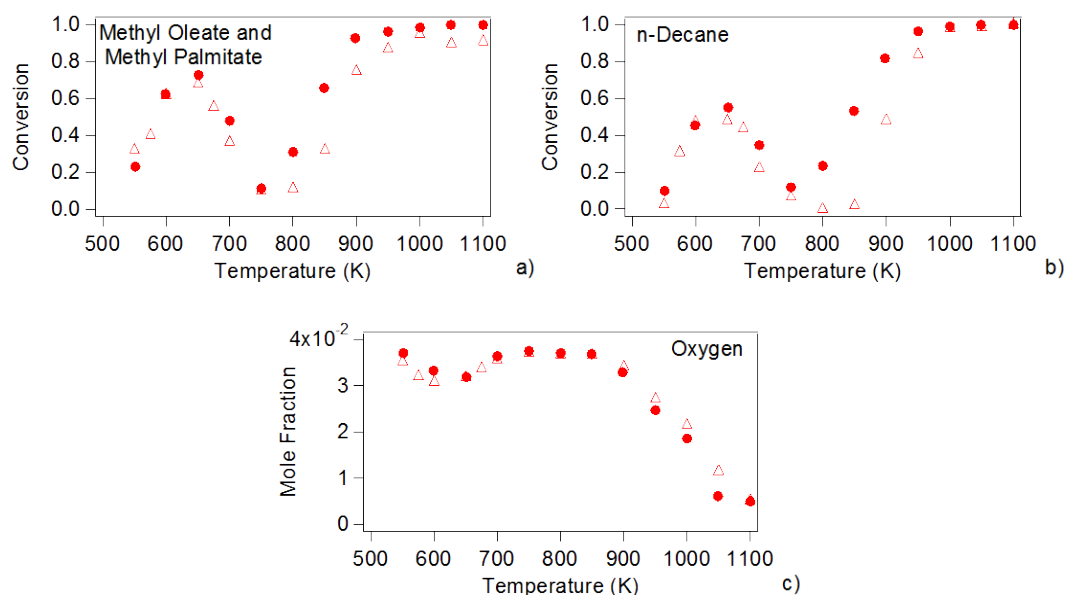 Methyl Oleate and
Methyl Palmitate
Conversion
1.0
0.8
0.6
0.4
0.2
0.0
500 600 700 800 900 1000 1100
Temperature (K)
a)
n-Decane
Conversion
1.0
0.8
0.6
0.4
0.2
0.0
500 600 700 800 900 1000 1100
Temperature (K)
b)
Oxygen
Mole Fraction
4x10-2
3
2
1
0
500 600 700 800 900 1000 1100
Temperature (K)
c)